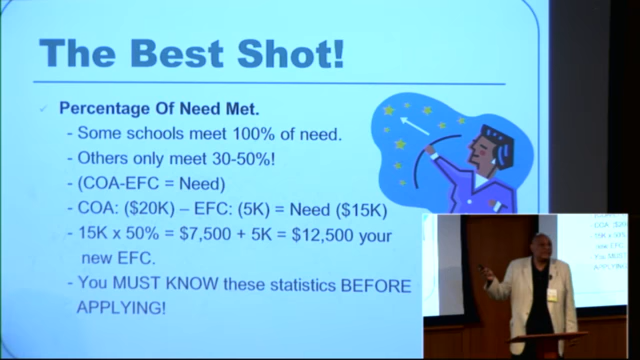 The Best Shot!
✓ Percentage Of Need Met.
- Some schools meet 100% of need.
- Others only meet 30-50%!
- (COA-EFC = Need)
- COA: ($20K) – EFC: (5K) = Need ($15K)
- 15K x 50% = $7,500 + 5K = $12,500 your
new EFC.
- You MUST KNOW these statistics BEFORE
APPLYING!